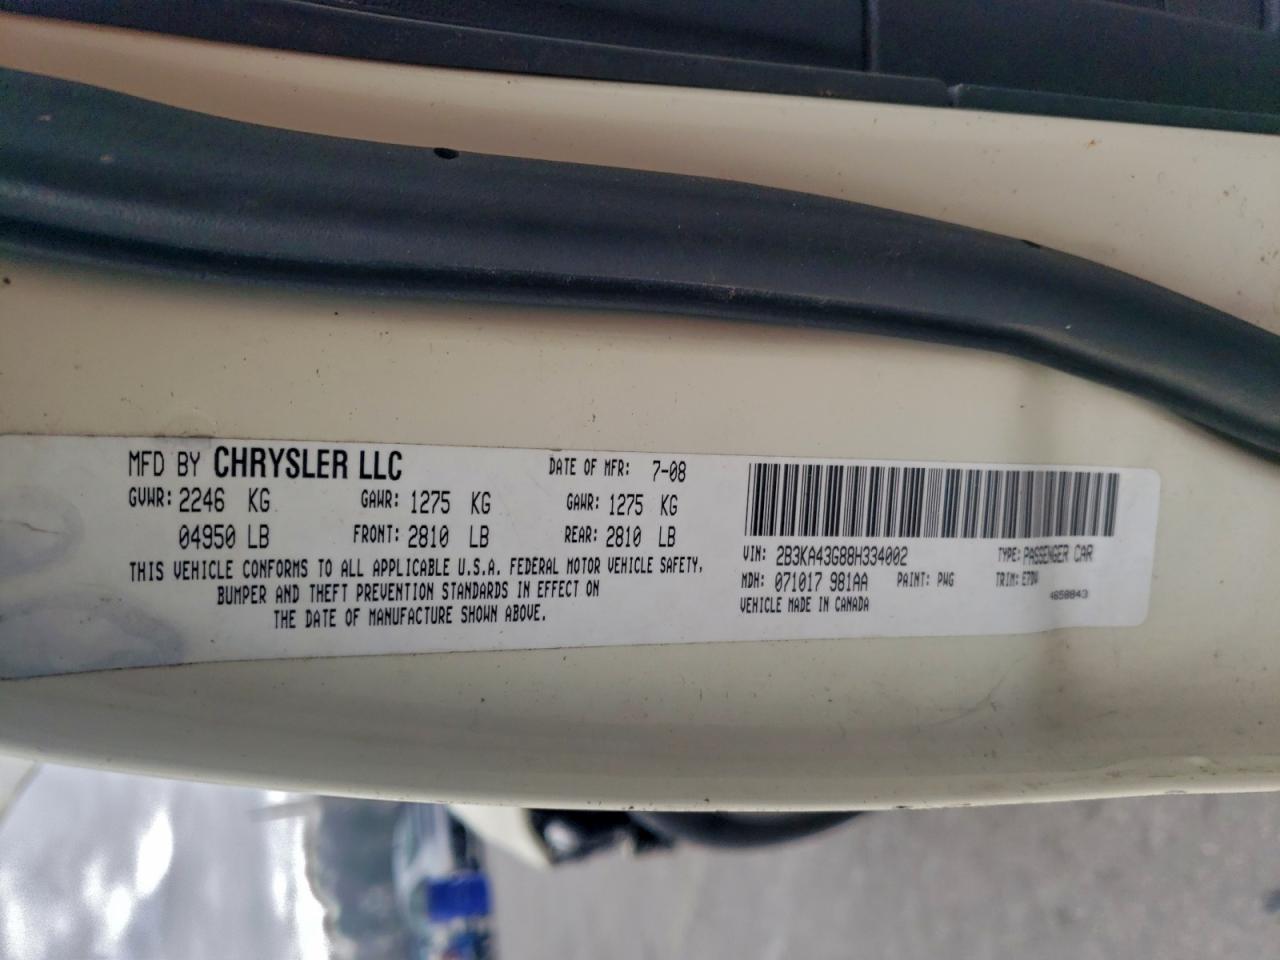 MFD BY CHRYSLER LLC DATE OF MFR: 7-08
GVWR: 2246 KG GAWR: 1275 KG GAWR: 1275 KG
04950 LB FRONT: 2810 LB REAR: 2810 LB
THIS VEHICLE CONFORMS TO ALL APPLICABLE U.S.A. FEDERAL MOTOR VEHICLE SAFETY,
BUMPER AND THEFT PREVENTION STANDARDS IN EFFECT ON
THE DATE OF MANUFACTURE SHOWN ABOVE.
VIN: 2B3KA43G88H334002 TYPE: PASSENGER CAR
MDH: 071017 981AA PAINT: PWG TRIM: E7DV
VEHICLE MADE IN CANADA 4658843